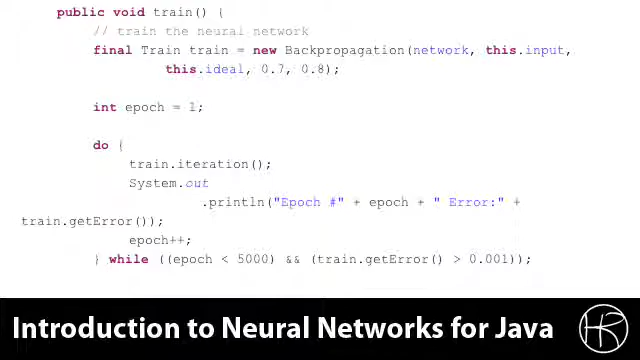 public void train() {
// train the neural network
final Train train = new Backpropagation(network, this.input,
this.ideal, 0.7, 0.8);
int epoch = 1;
do {
train.iteration();
System.out
.println("Epoch #" + epoch + " Error:" +
train.getError());
epoch++;
} while ((epoch < 5000) && (train.getError() > 0.001));
Introduction to Neural Networks for Java